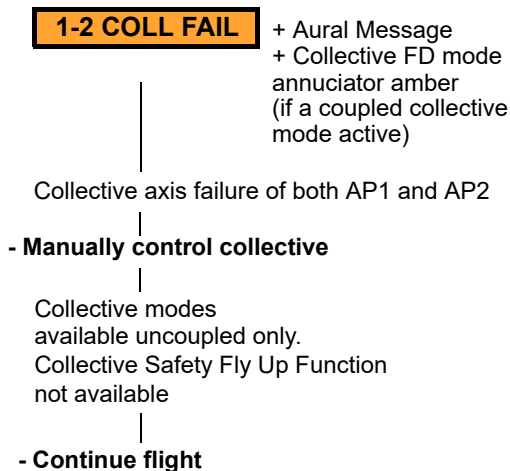 1-2 COLL FAIL
+ Aural Message
+ Collective FD mode
annuciator amber
(if a coupled collective
mode active)
Collective axis failure of both AP1 and AP2
- Manually control collective
Collective modes
available uncoupled only.
Collective Safety Fly Up Function
not available
- Continue flight